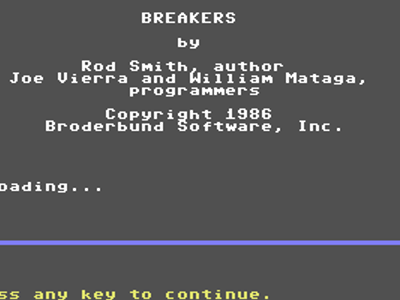 BREAKERS
by
Rod Smith, author
Joe Vierra and William Mataga,
programmers
Copyright 1986
Broderbund Software, Inc.
oading...
ss any key to continue.